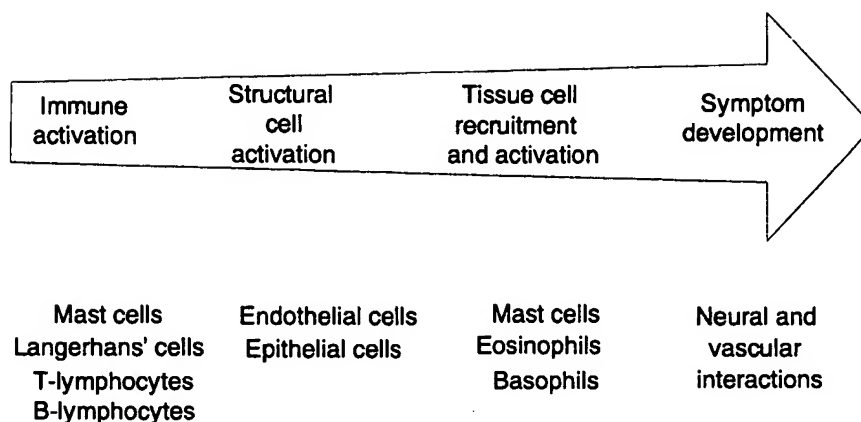 Immune
activation
Structural
cell
activation
Tissue cell
recruitment
and activation
Symptom
development
Mast cells
Langerhans' cells
T-lymphocytes
B-lymphocytes
Endothelial cells
Epithelial cells
Mast cells
Eosinophils
Basophils
Neural and
vascular
interactions